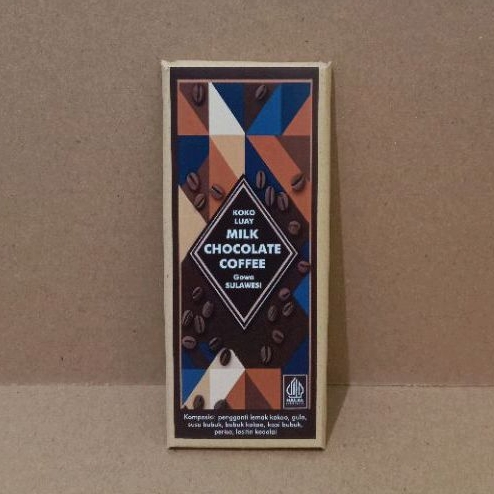 KOKO
LUAY
MILK
CHOCOLATE
COFFEE
Gowa
SULAWESI
HALAL
Komposisi: pengganti lemak kakao, gula,
susu bubuk, bubuk kakao, kopi bubuk,
perisa, lesitin kedelai